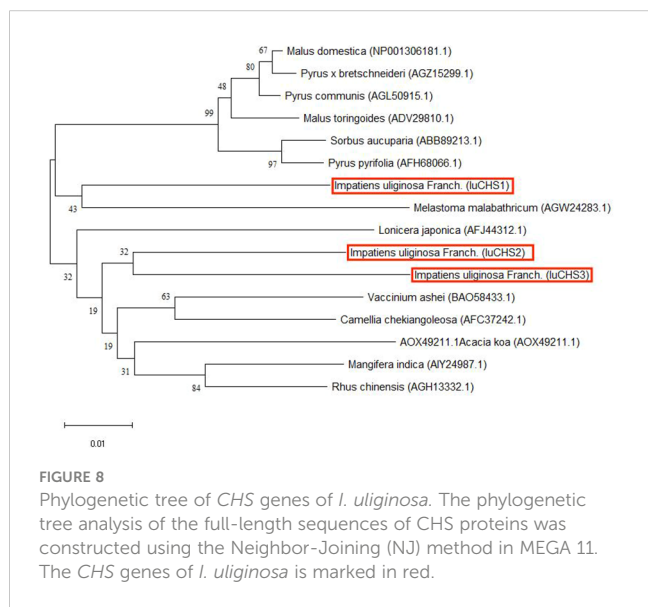 67
Malus domestica (NP001306181.1)
80
Pyrus x bretschneideri (AGZ15299.1)
48
Pyrus communis (AGL50915.1)
99
Malus toringoides (ADV29810.1)
Sorbus aucuparia (ABB89213.1)
97
Pyrus pyrifolia (AFH68066.1)
Impatiens uliginosa Franch. (IuCHS1)
43
Melastoma malabathricum (AGW24283.1)
Lonicera japonica (AFJ44312.1)
32
32
Impatiens uliginosa Franch. (IuCHS2)
Impatiens uliginosa Franch. (IuCHS3)
19
63
Vaccinium ashei (BAO58433.1)
Camellia chekiangoleosa (AFC37242.1)
19
AOX49211.1Acacia koa (AOX49211.1)
31
Mangifera indica (AIY24987.1)
84
Rhus chinensis (AGH13332.1)
0.01
FIGURE 8
Phylogenetic tree of CHS genes of I. uliginosa. The phylogenetic
tree analysis of the full-length sequences of CHS proteins was
constructed using the Neighbor-Joining (NJ) method in MEGA 11.
The CHS genes of I. uliginosa is marked in red.